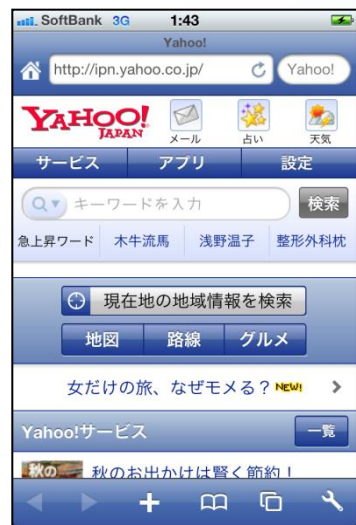 SoftBank 3G 1:43
Yahoo!
http://ipn.yahoo.co.jp/ Yahoo!
YAHOO!
JAPAN
メール 占い 天気
サービス アプリ 設定
キーワードを入力 検索
急上昇ワード 木牛流馬 浅野温子 整形外科枕
現在地の地域情報を検索
地図 路線 グルメ
女だけの旅、なぜモメる？ NEW!
Yahoo!サービス 一覧
秋の 秋のお出かけは賢く節約！